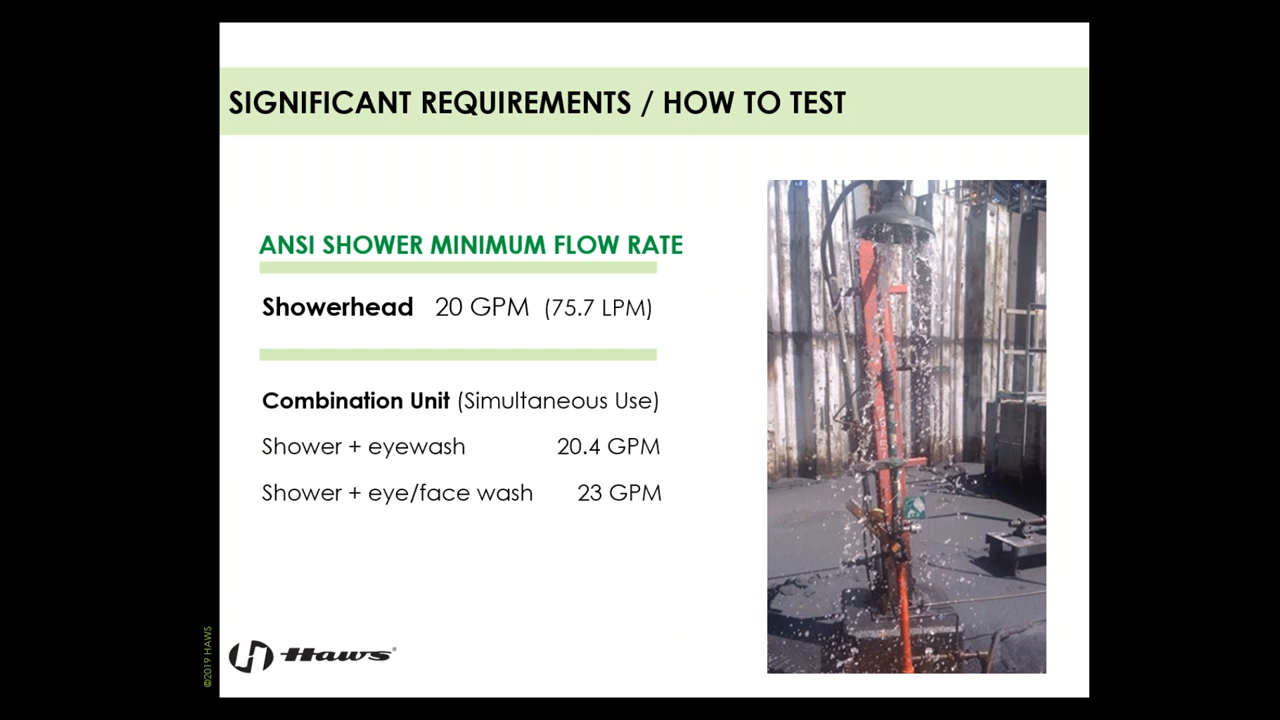 SIGNIFICANT REQUIREMENTS / HOW TO TEST
ANSI SHOWER MINIMUM FLOW RATE
Showerhead 20 GPM (75.7 LPM)
Combination Unit (Simultaneous Use)
Shower + eyewash 20.4 GPM
Shower + eye/face wash 23 GPM
©2019 HAWS
Haws®